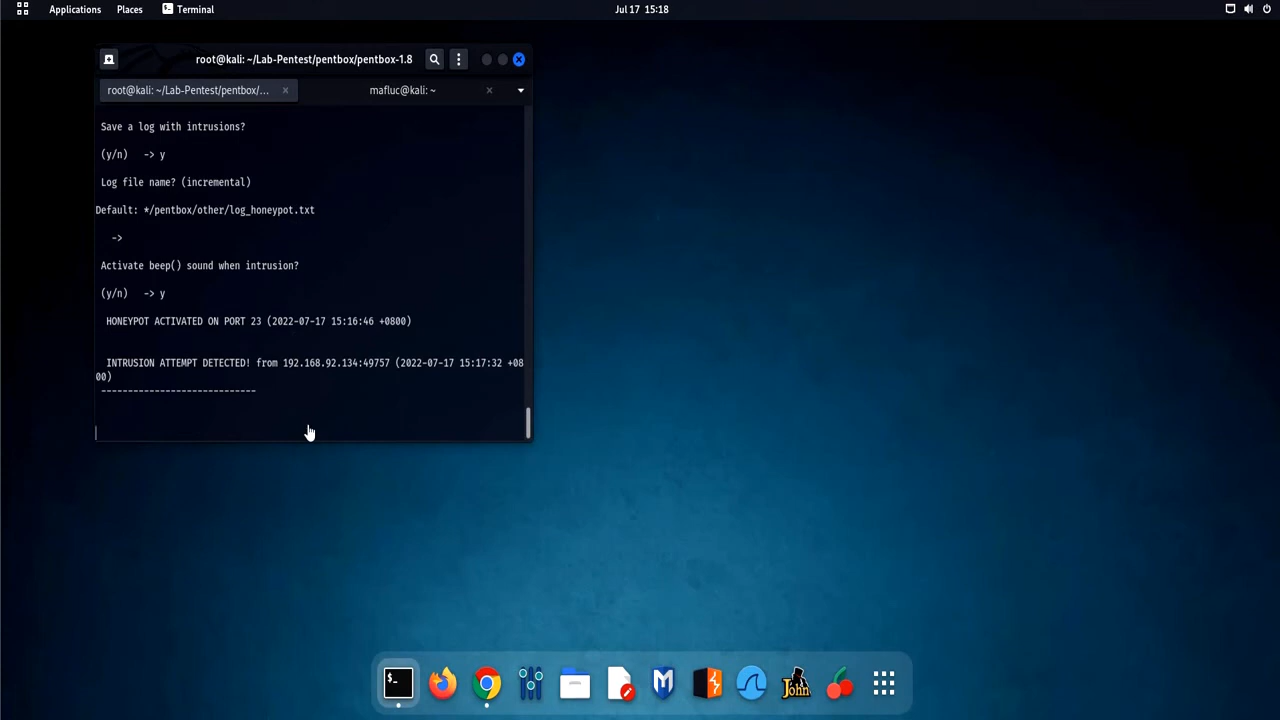 Applications Places Terminal Jul 17 15:18
root@kali: ~/Lab-Pentest/pentbox/pentbox-1.8
root@kali: ~/Lab-Pentest/pentbox/... mafluc@kali: ~
Save a log with intrusions?
(y/n) -> y
Log file name? (incremental)
Default: */pentbox/other/log_honeypot.txt
->
Activate beep() sound when intrusion?
(y/n) -> y
HONEYPOT ACTIVATED ON PORT 23 (2022-07-17 15:16:46 +0800)
INTRUSION ATTEMPT DETECTED! from 192.168.92.134:49757 (2022-07-17 15:17:32 +08
00)
-----------------------------
$_
John